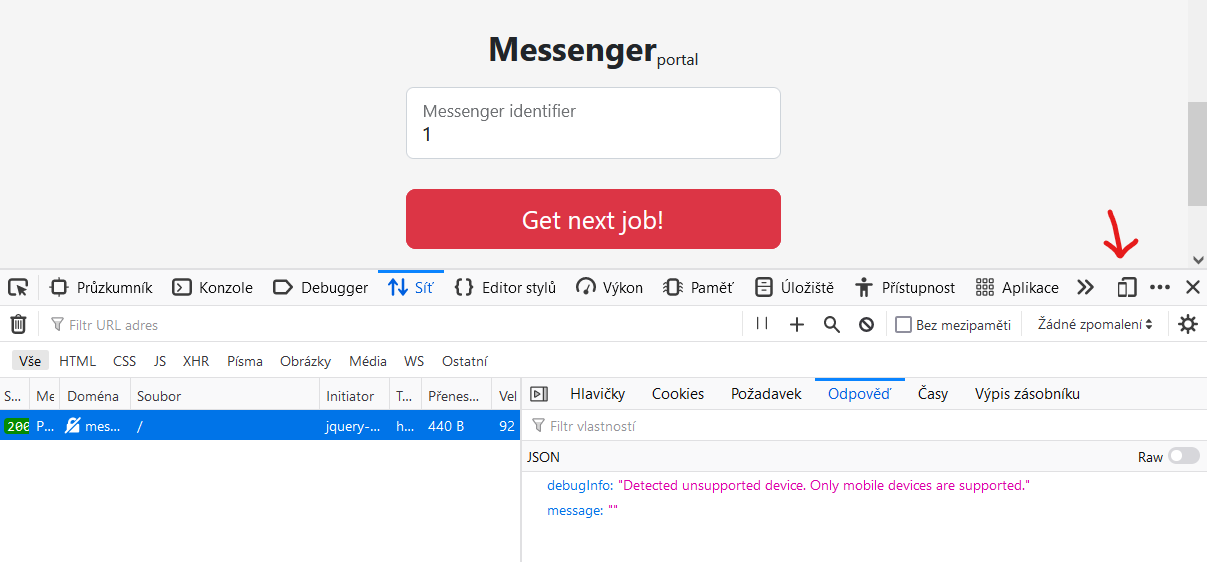 Messenger portal
Messenger identifier
1
Get next job!
Průzkumník Konzole Debugger Síť Editor stylů Výkon Paměť Úložiště Přístupnost Aplikace
Filtr URL adres Bez mezipaměti Žádné zpomalení
Vše HTML CSS JS XHR Písma Obrázky Média WS Ostatní
S... Me Doména Soubor Initiator T... Přenes... Vel Hlavičky Cookies Požadavek Odpověď Časy Výpis zásobníku
200 P... mes... / jquery-... h... 440 B 92 Filtr vlastností
JSON Raw
debugInfo: "Detected unsupported device. Only mobile devices are supported."
message: ""